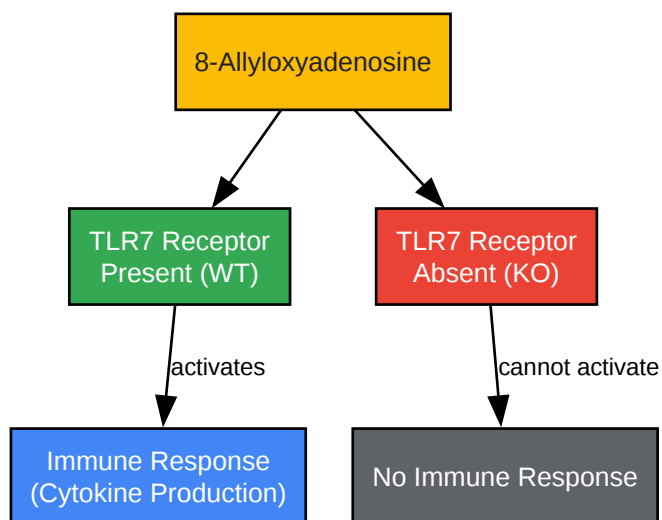 8-Allyloxyadenosine
TLR7 Receptor
Present (WT)
TLR7 Receptor
Absent (KO)
activates
cannot activate
Immune Response
(Cytokine Production)
No Immune Response